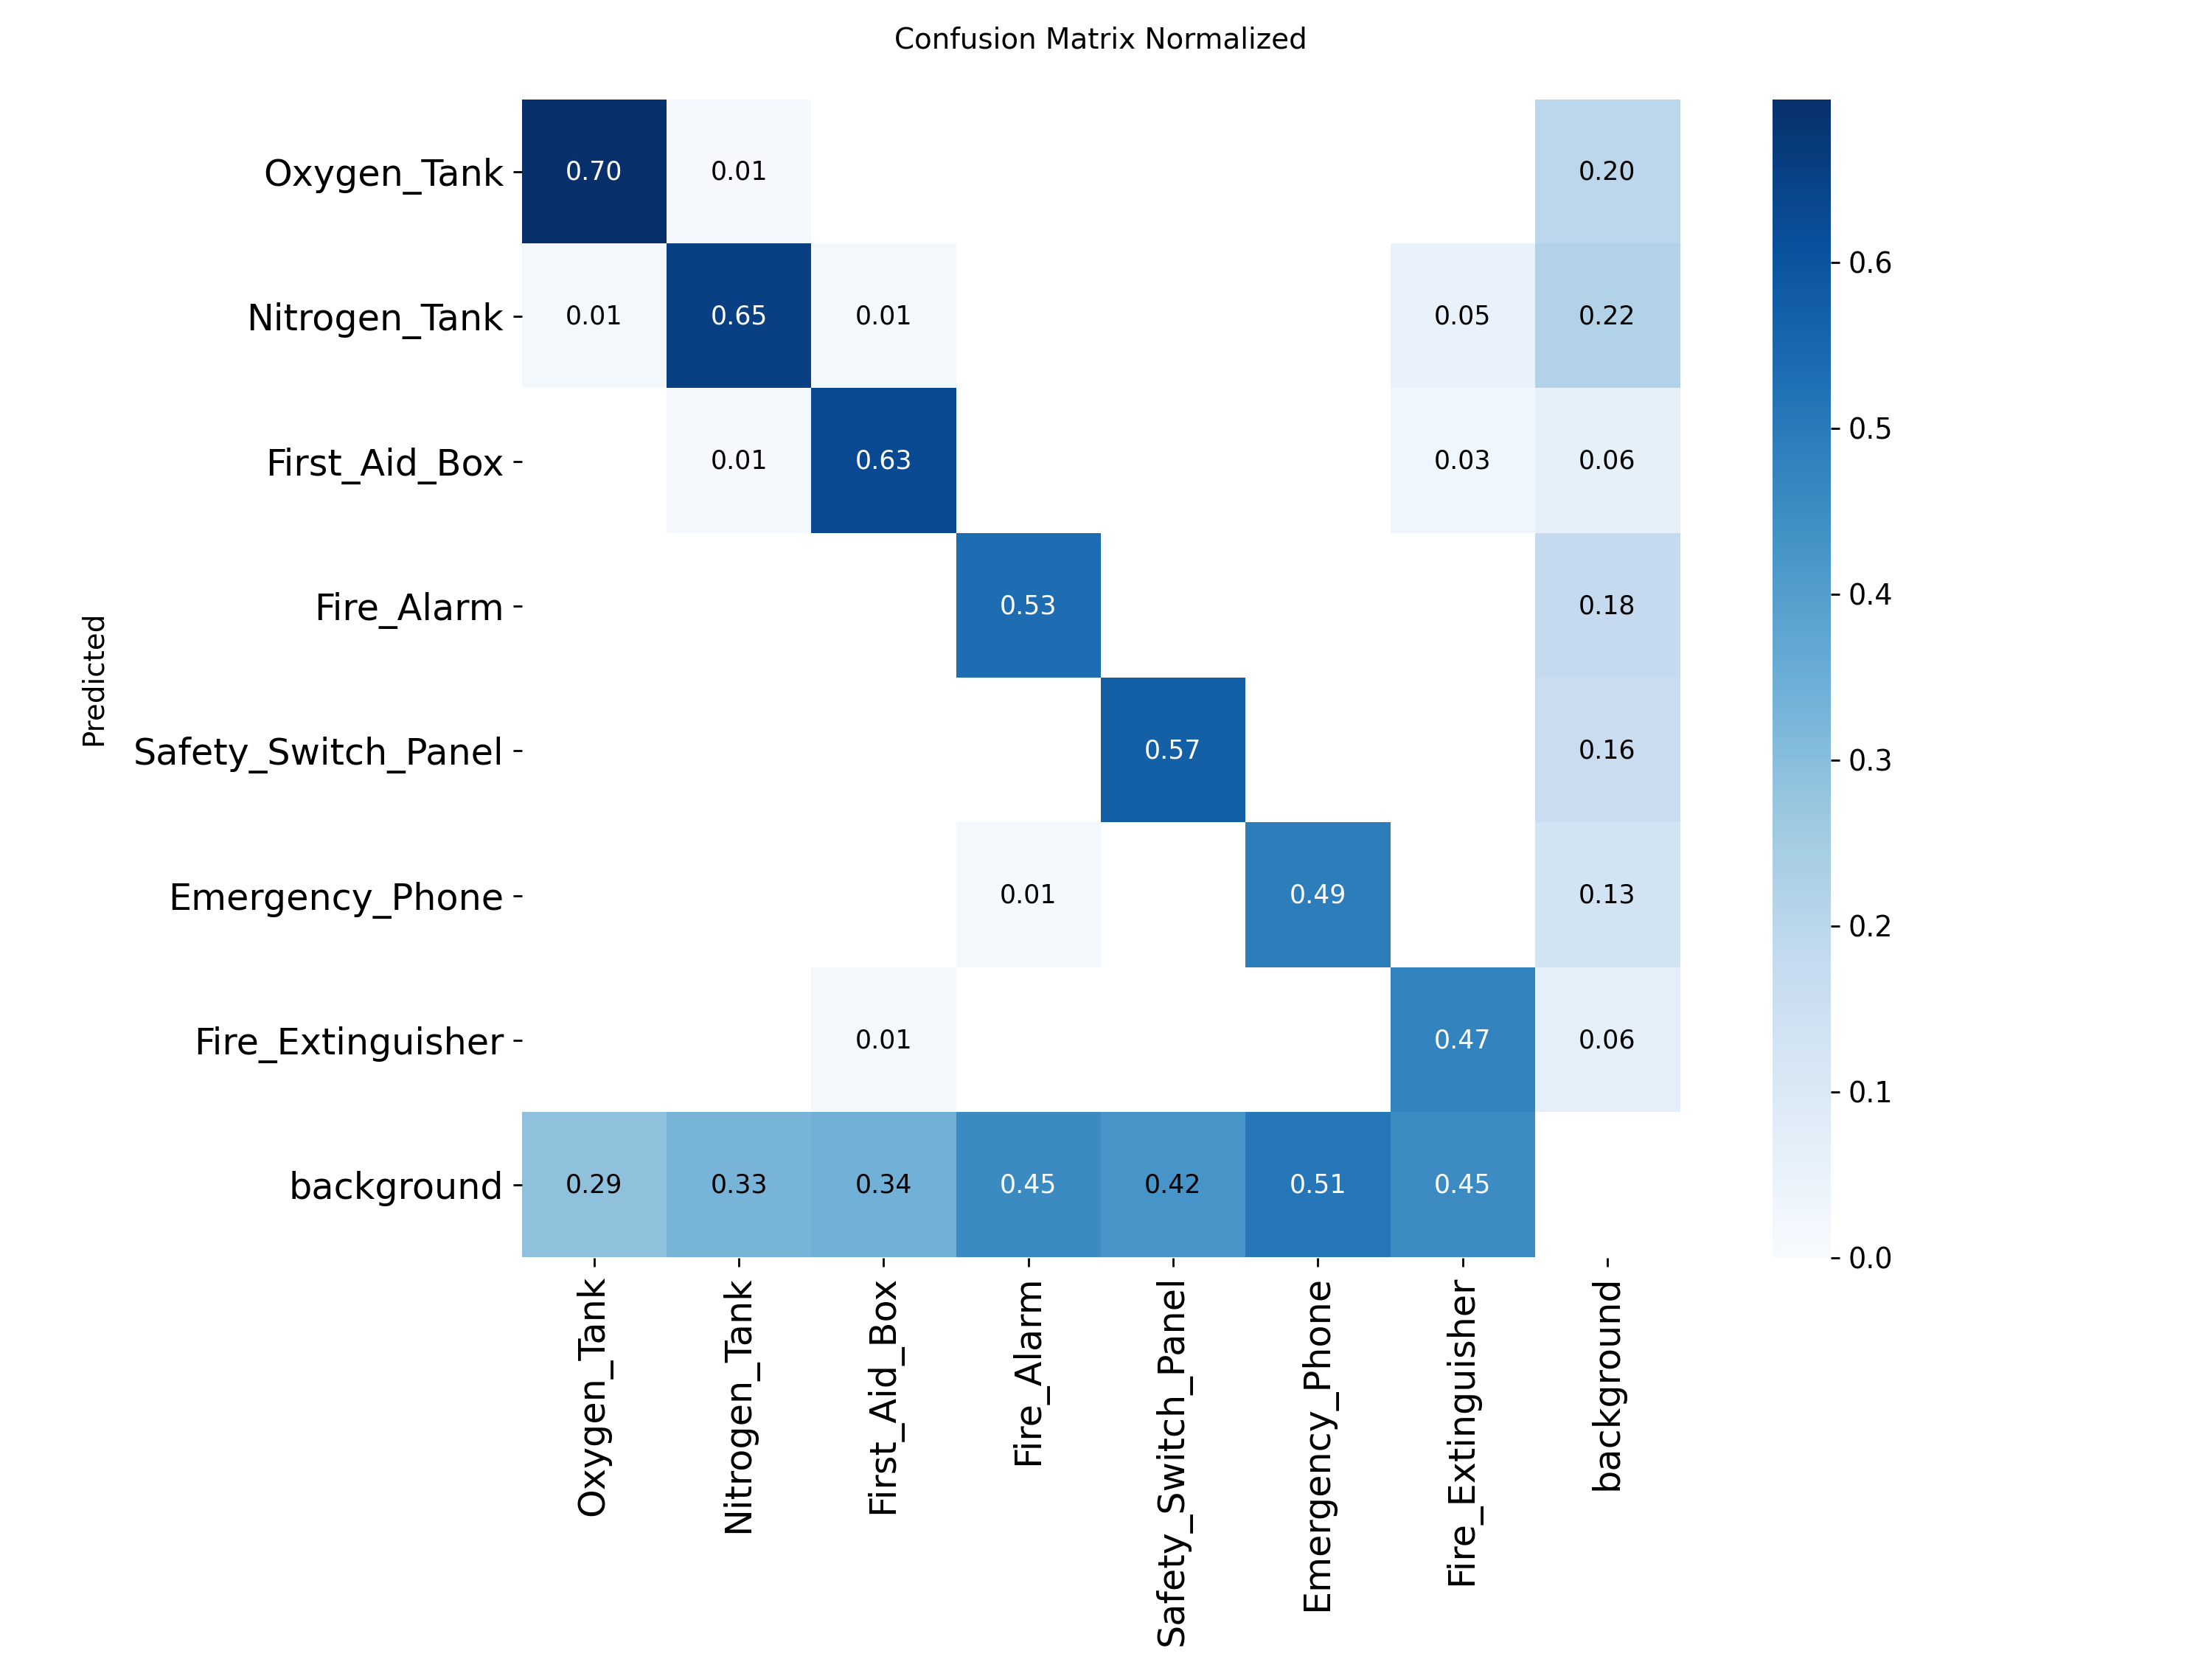 Confusion Matrix Normalized
Oxygen_Tank 0.70 0.01 0.20
Nitrogen_Tank 0.01 0.65 0.01 0.05 0.22
First_Aid_Box 0.01 0.63 0.03 0.06
Fire_Alarm 0.53 0.18
Safety_Switch_Panel 0.57 0.16
Emergency_Phone 0.01 0.49 0.13
Fire_Extinguisher 0.01 0.47 0.06
background 0.29 0.33 0.34 0.45 0.42 0.51 0.45
Predicted
Oxygen_Tank
Nitrogen_Tank
First_Aid_Box
Fire_Alarm
Safety_Switch_Panel
Emergency_Phone
Fire_Extinguisher
background
0.6
0.5
0.4
0.3
0.2
0.1
0.0